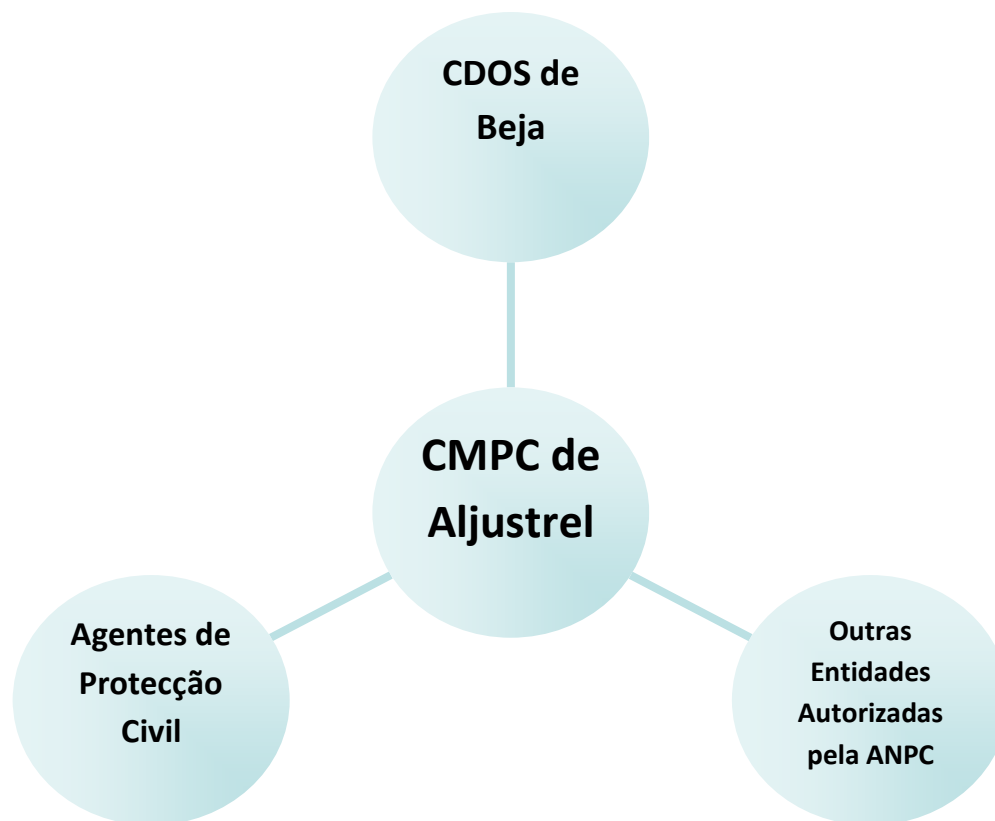 CDOS de
Beja
CMPC de
Aljustrel
Agentes de
Protecção
Civil
Outras
Entidades
Autorizadas
pela ANPC